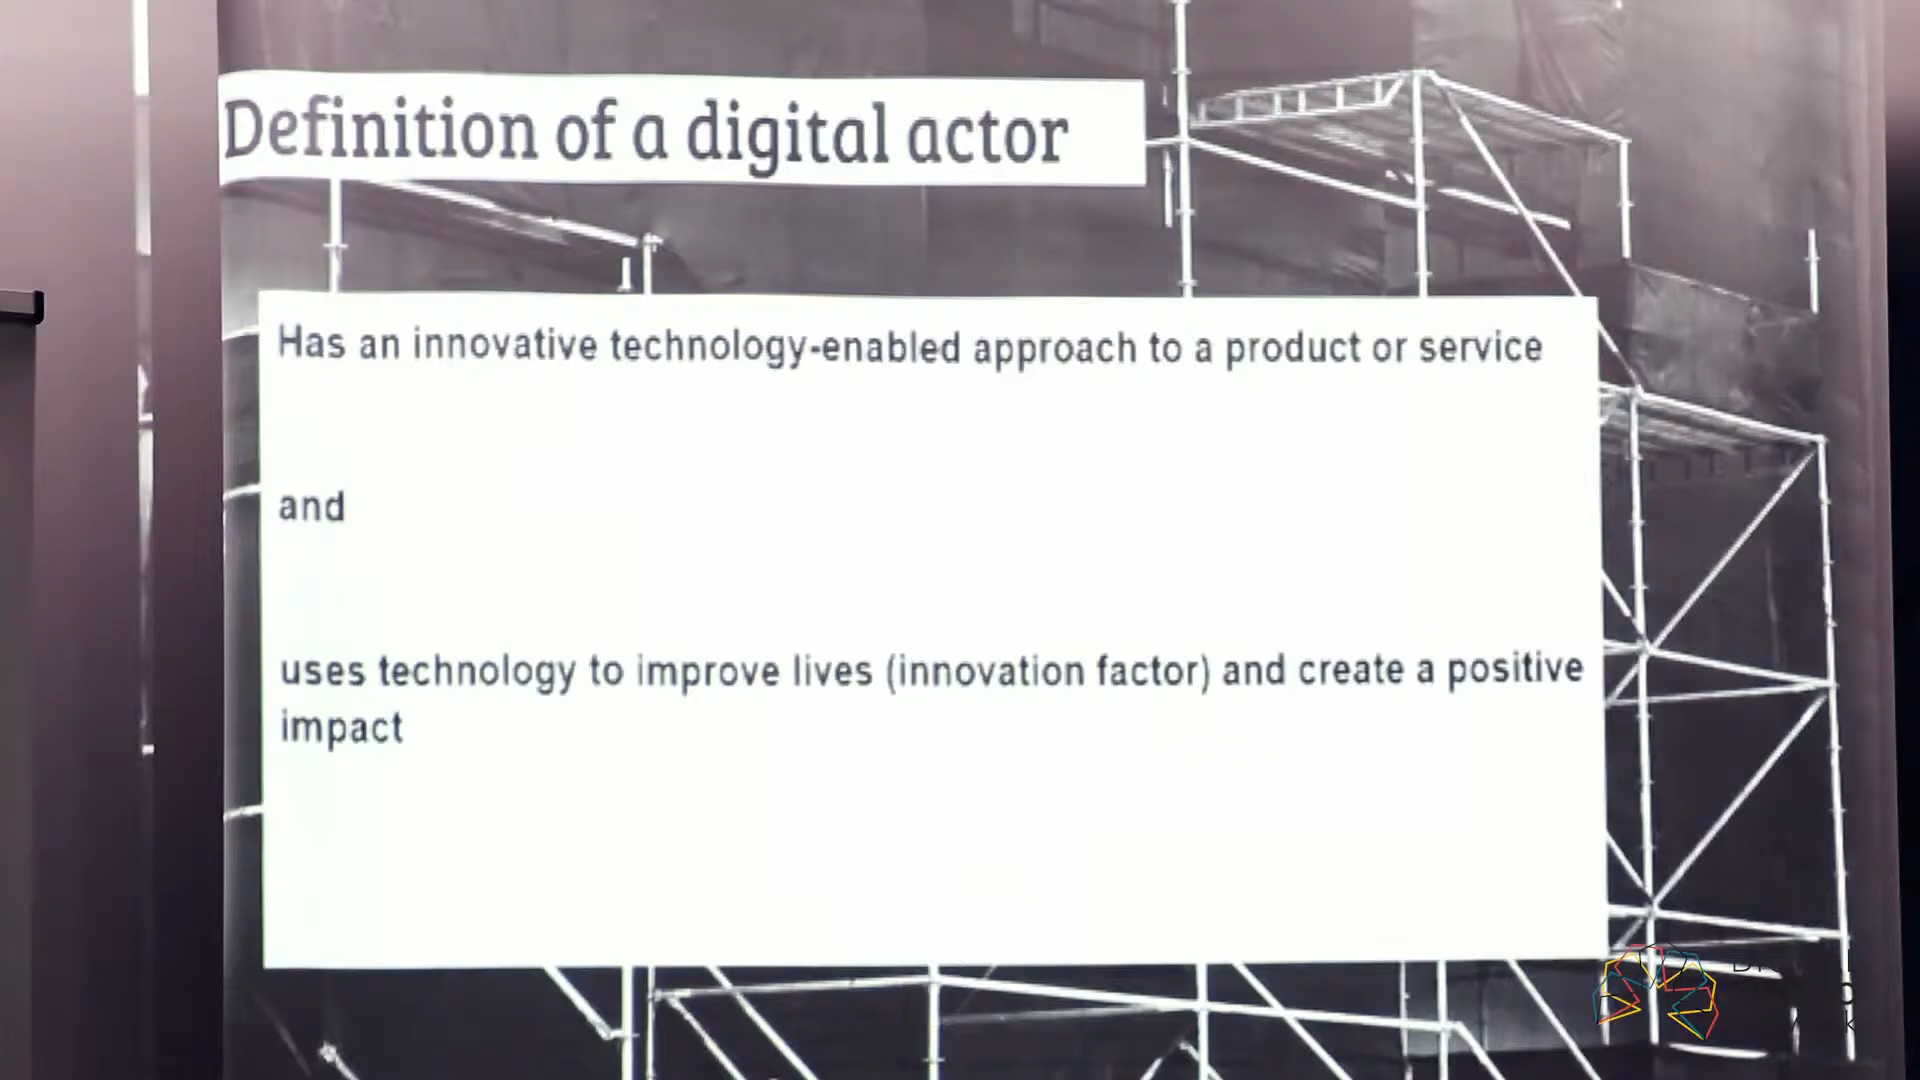 Definition of a digital actor
Has an innovative technology-enabled approach to a product or service
and
uses technology to improve lives (innovation factor) and create a positive
impact